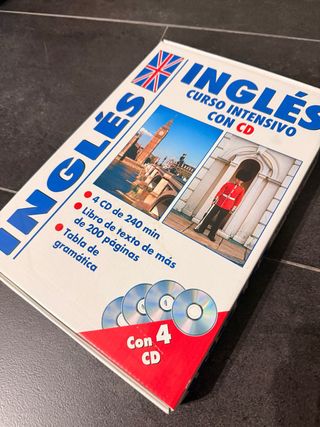 INGLÉS
INGLÉS
CURSO INTENSIVO
CON CD
• 4 CD de 240 min
• Libro de texto de más
de 200 páginas
• Tabla de
gramática
Con 4
CD